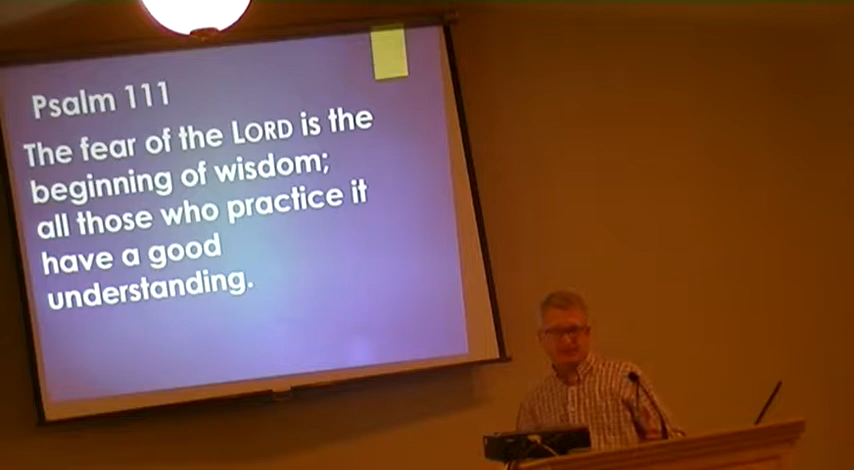 Psalm 111
The fear of the LORD is the
beginning of wisdom;
all those who practice it
have a good
understanding.